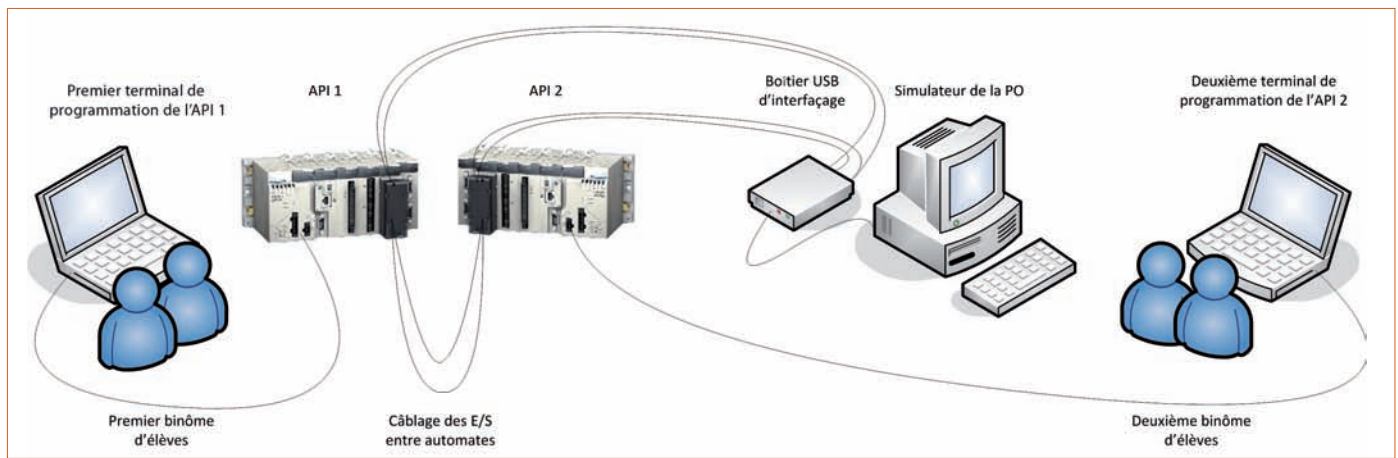 Premier terminal de
programmation de l'API 1
API 1
API 2
Boitier USB
d'interfaçage
Simulateur de la PO
Deuxième terminal de
programmation de l'API 2
Premier binôme
d'élèves
Câblage des E/S
entre automates
Deuxième binôme
d'élèves